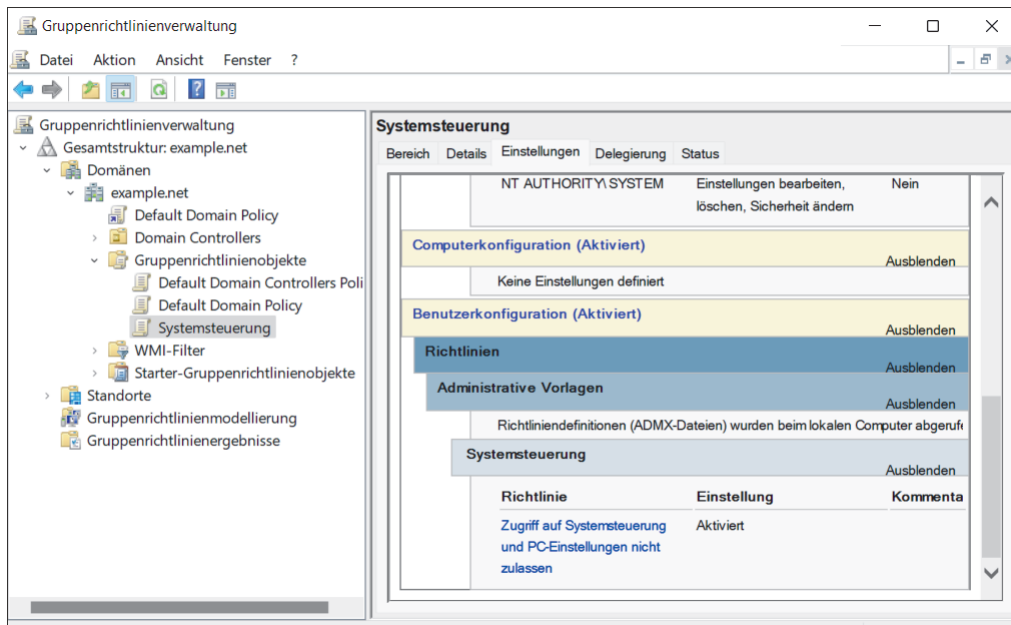 Gruppenrichtlinienverwaltung
Datei Aktion Ansicht Fenster ?
Gruppenrichtlinienverwaltung
Gesamtstruktur: example.net
Domänen
example.net
Default Domain Policy
Domain Controllers
Gruppenrichtlinienobjekte
Default Domain Controllers Poli
Default Domain Policy
Systemsteuerung
WMI-Filter
Starter-Gruppenrichtlinienobjekte
Standorte
Gruppenrichtlinienmodellierung
Gruppenrichtlinienergebnisse
Systemsteuerung
Bereich Details Einstellungen Delegierung Status
NT AUTHORITY\SYSTEM Einstellungen bearbeiten, Nein
löschen, Sicherheit ändern
Computerkonfiguration (Aktiviert)
Ausblenden
Keine Einstellungen definiert
Benutzerkonfiguration (Aktiviert)
Ausblenden
Richtlinien
Ausblenden
Administrative Vorlagen
Ausblenden
Richtliniendefinitionen (ADMX-Dateien) wurden beim lokalen Computer abgerufe
Systemsteuerung
Ausblenden
Richtlinie Einstellung Kommenta
Zugriff auf Systemsteuerung Aktiviert
und PC-Einstellungen nicht
zulassen